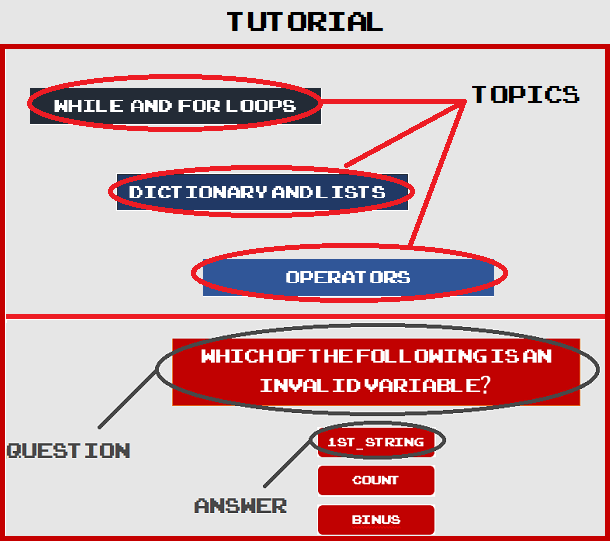 TUTORIAL
WHILE AND FOR LOOPS
TOPICS
DICTIONARY AND LISTS
OPERATORS
WHICH OF THE FOLLOWING IS AN
INVALID VARIABLE?
QUESTION
1ST_STRING
COUNT
ANSWER
BINUS